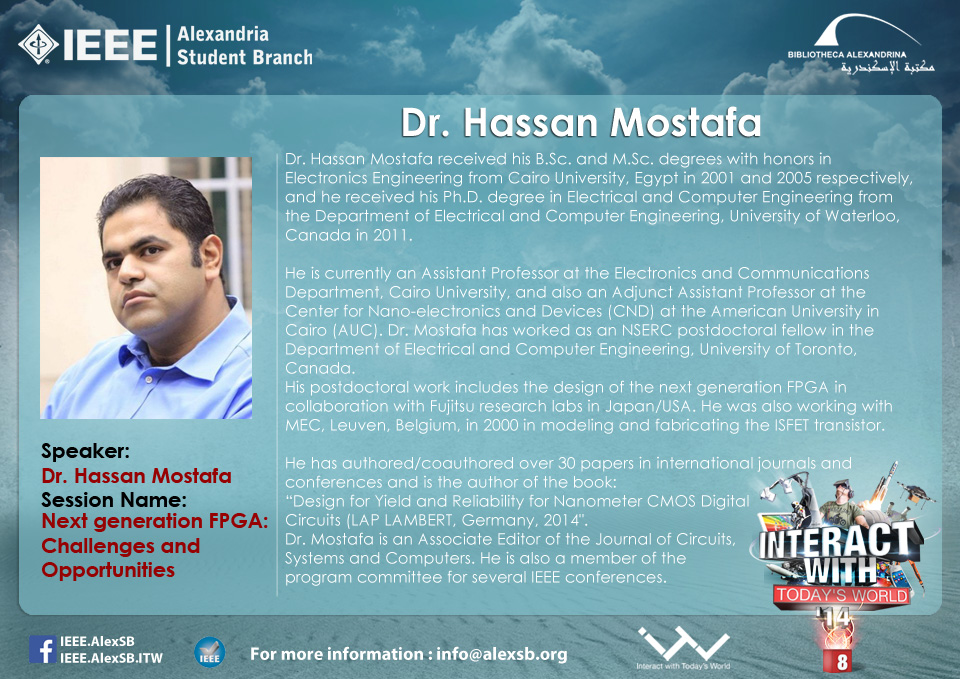 IEEE
Alexandria
Student Branch
BIBLIOTHECA ALEXANDRINA
مكتبة الإسكندرية
Dr. Hassan Mostafa
Dr. Hassan Mostafa received his B.Sc. and M.Sc. degrees with honors in
Electronics Engineering from Cairo University, Egypt in 2001 and 2005 respectively,
and he received his Ph.D. degree in Electrical and Computer Engineering from
the Department of Electrical and Computer Engineering, University of Waterloo,
Canada in 2011.
He is currently an Assistant Professor at the Electronics and Communications
Department, Cairo University, and also an Adjunct Assistant Professor at the
Center for Nano-electronics and Devices (CND) at the American University in
Cairo (AUC). Dr. Mostafa has worked as an NSERC postdoctoral fellow in the
Department of Electrical and Computer Engineering, University of Toronto,
Canada.
His postdoctoral work includes the design of the next generation FPGA in
collaboration with Fujitsu research labs in Japan/USA. He was also working with
MEC, Leuven, Belgium, in 2000 in modeling and fabricating the ISFET transistor.
He has authored/coauthored over 30 papers in international journals and
conferences and is the author of the book:
“Design for Yield and Reliability for Nanometer CMOS Digital
Circuits (LAP LAMBERT, Germany, 2014".
Dr. Mostafa is an Associate Editor of the Journal of Circuits,
Systems and Computers. He is also a member of the
program committee for several IEEE conferences.
Speaker:
Dr. Hassan Mostafa
Session Name:
Next generation FPGA:
Challenges and
Opportunities
INTERACT
WITH
TODAY'S WORLD
'14
8
IEEE.AlexSB
IEEE.AlexSB.ITW
IEEE
For more information : info@alexsb.org
Interact with Today's World